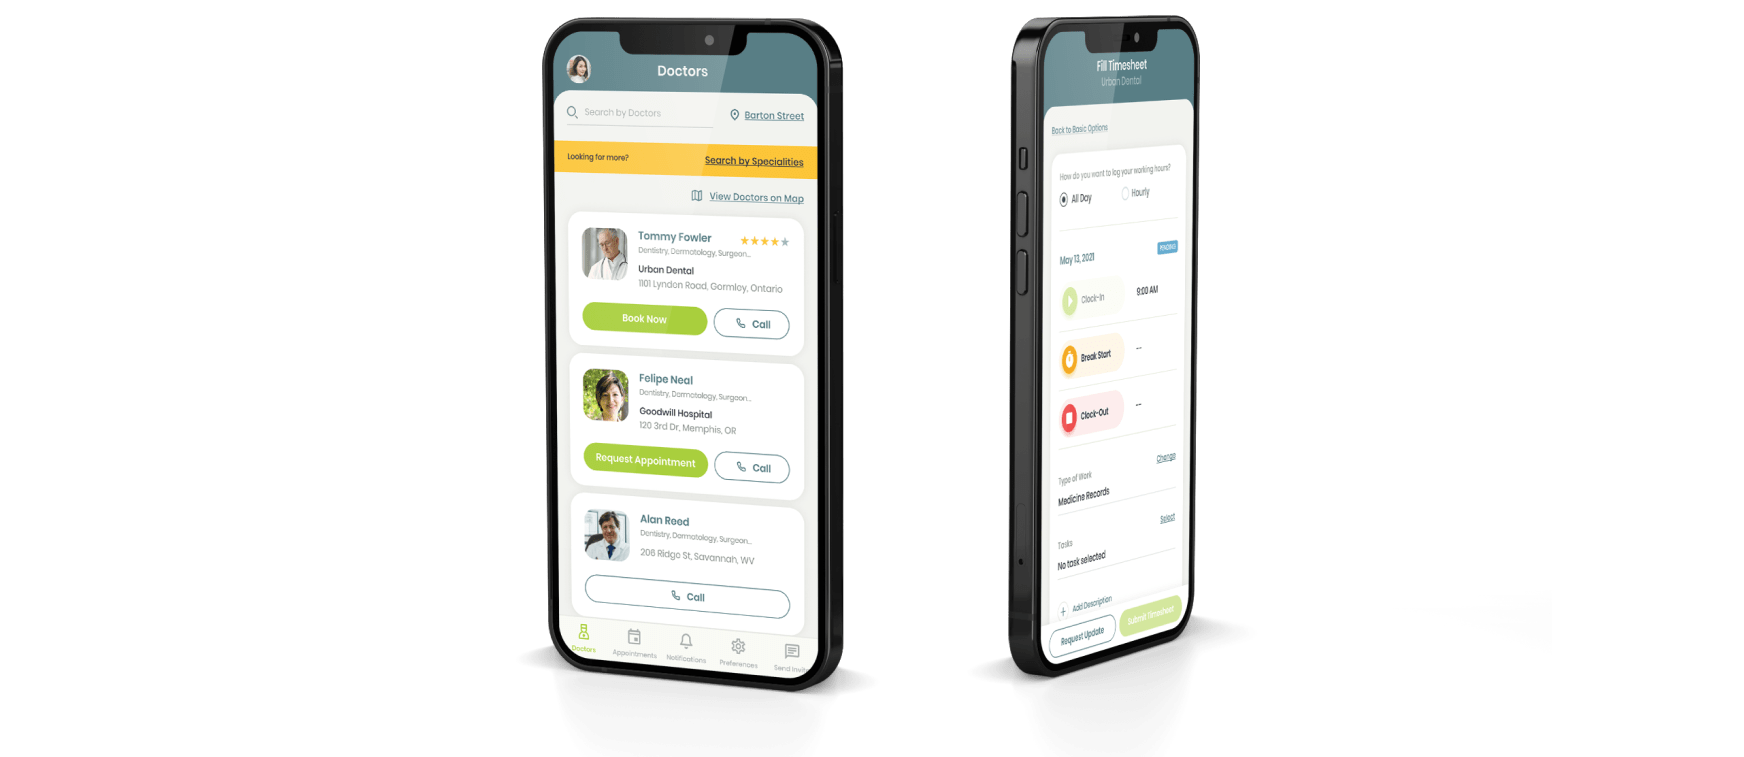 Doctors
Search by Doctors
Barton Street
Looking for more?
Search by Specialities
View Doctors on Map
Tommy Fowler
Dentistry, Dermatology, Surgeon...
Urban Dental
1101 Lyndon Road, Gormley, Ontario
Book Now
Call
Felipe Neal
Dentistry, Dermatology, Surgeon...
Goodwill Hospital
120 3rd Dr, Memphis, OR
Request Appointment
Call
Alan Reed
Dentistry, Dermatology, Surgeon...
206 Ridge St, Savannah, WV
Call
Doctors
Appointments
Notifications
Preferences
Send Invite
Fill Timesheet
Urban Dental
Back to Basic Options
How do you want to log your working hours?
All Day
Hourly
May 13, 2021
PENDING
Clock-In
9:00 AM
Break Start
--
Clock-Out
--
Change
Type of Work
Medicine Records
Select
Tasks
No task selected
+ Add Description
Request Update
Submit Timesheet